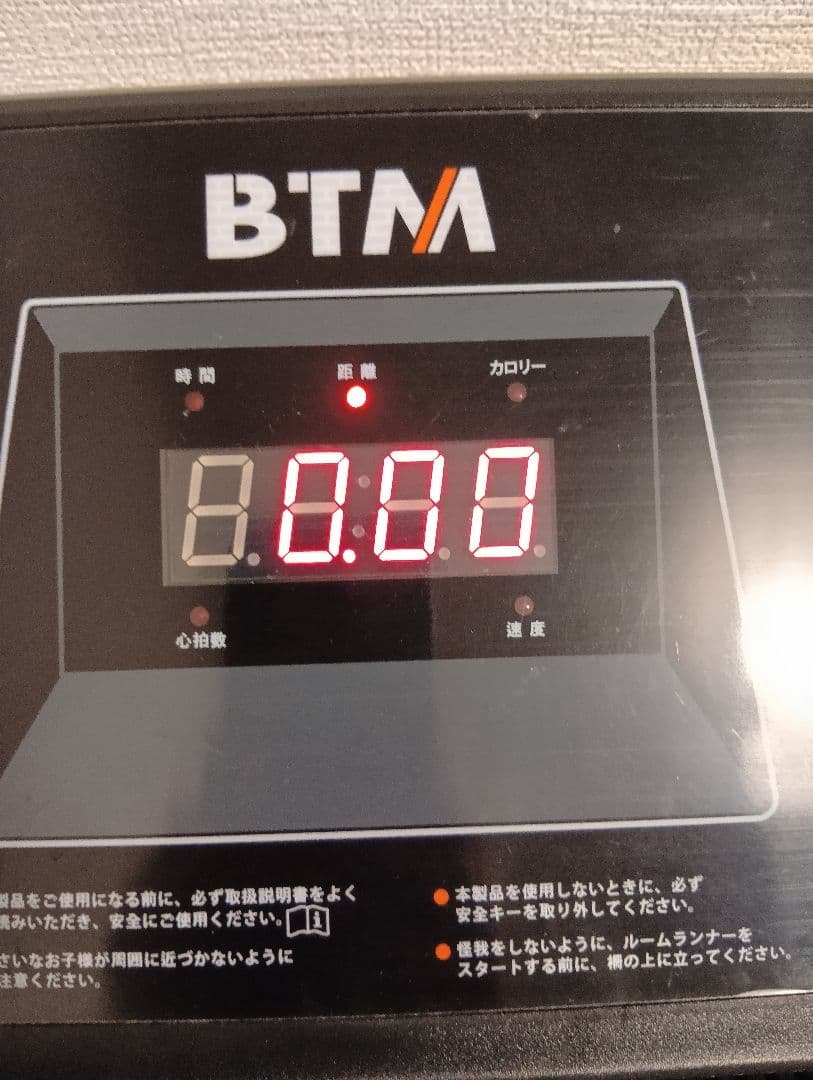 BTM
時間 距離 カロリー
0.00
心拍数 速度
製品をご使用になる前に、必ず取扱説明書をよく
読みいただき、安全にご使用ください。
さいなお子様が周囲に近づかないように
注意ください。
本製品を使用しないときに、必ず
安全キーを取り外してください。
怪我をしないように、ルームランナーを
スタートする前に、柵の上に立ってください。